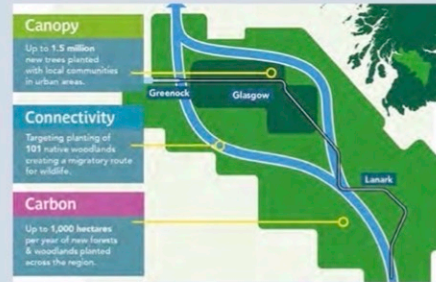 Canopy
Up to 1.5 million
new trees planted
with local communities
in urban areas.
Connectivity
Targeting planting of
101 native woodlands
creating a migratory route
for wildlife.
Carbon
Up to 1,000 hectares
per year of new forests
& woodlands planted
across the region.
Greenock
Glasgow
Lanark